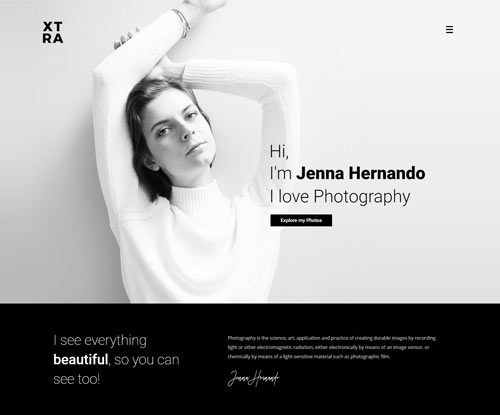 XT
RA
Hi,
I'm Jenna Hernando
I love Photography
Explore my Photos
I see everything
beautiful, so you can
see too!
Photography is the science, art, application and practice of creating durable images by recording
light or other electromagnetic radiation, either electronically by means of an image sensor, or
chemically by means of a light-sensitive material such as photographic film.
Jenna Hernando